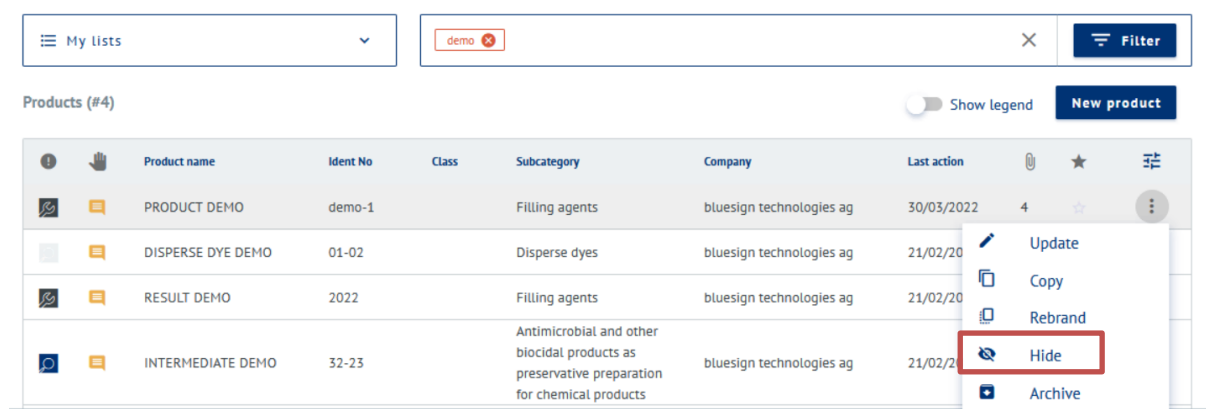 My lists
demo
Filter
Products (#4)
Show legend
New product
Product name Ident No Class Subcategory Company Last action
PRODUCT DEMO demo-1 Filling agents bluesign technologies ag 30/03/2022 4
Update
DISPERSE DYE DEMO 01-02 Disperse dyes bluesign technologies ag 21/02/20
Copy
RESULT DEMO 2022 Filling agents bluesign technologies ag 21/02/20
Rebrand
Antimicrobial and other
biocidal products as
INTERMEDIATE DEMO 32-23 preservative preparation bluesign technologies ag 21/02/20
for chemical products
Hide
Archive